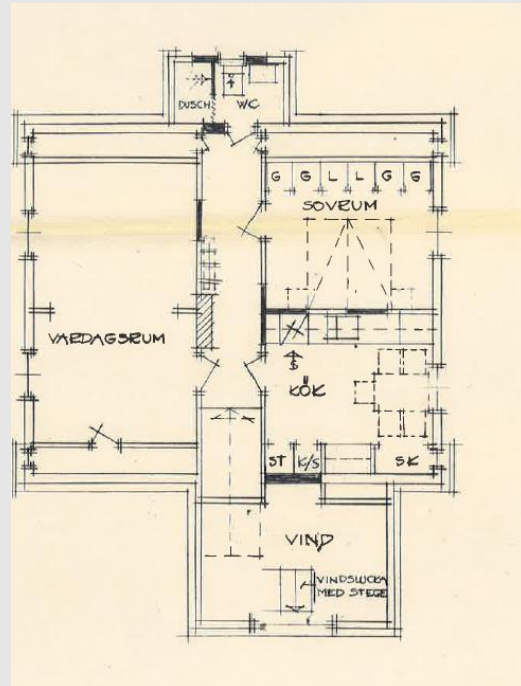 DUSCH WC
G G L L G G
SOVRUM
VARDAGSRUM
KÖK
ST K/S SK
VIND
VINDSLUCKA
MED STEGE